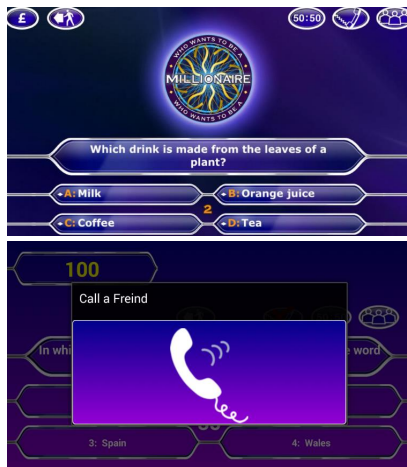 £
50:50
WHO WANTS TO BE A
MILLIONAIRE
WHO WANTS TO BE A
Which drink is made from the leaves of a
plant?
A: Milk
B: Orange juice
2
C: Coffee
D: Tea
100
Call a Freind
In whi
word
3: Spain
4: Wales